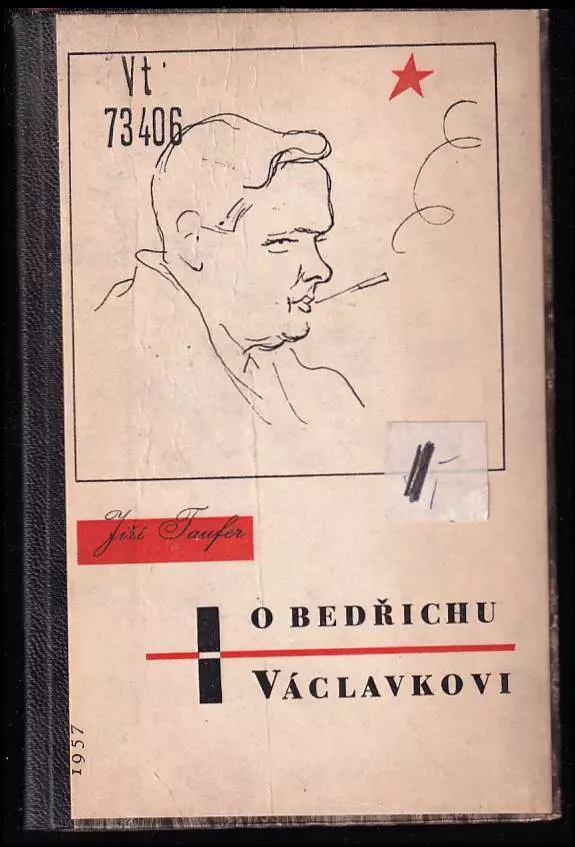 Vt
73406
Jiří Taufer
O BEDŘICHU
VÁCLAVKOVI
1957